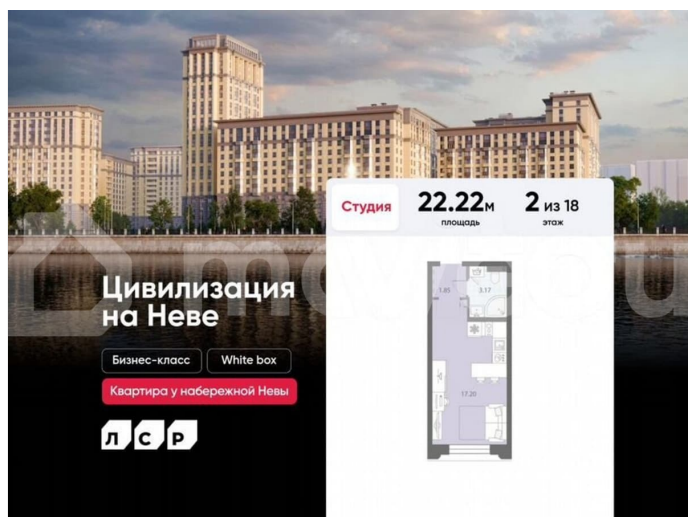 Студия
22.22м
площадь
2 из 18
этаж
1.85
3.17
17.20
Цивилизация
на Неве
Бизнес-класс
White box
Квартира у набережной Невы
ЛСР